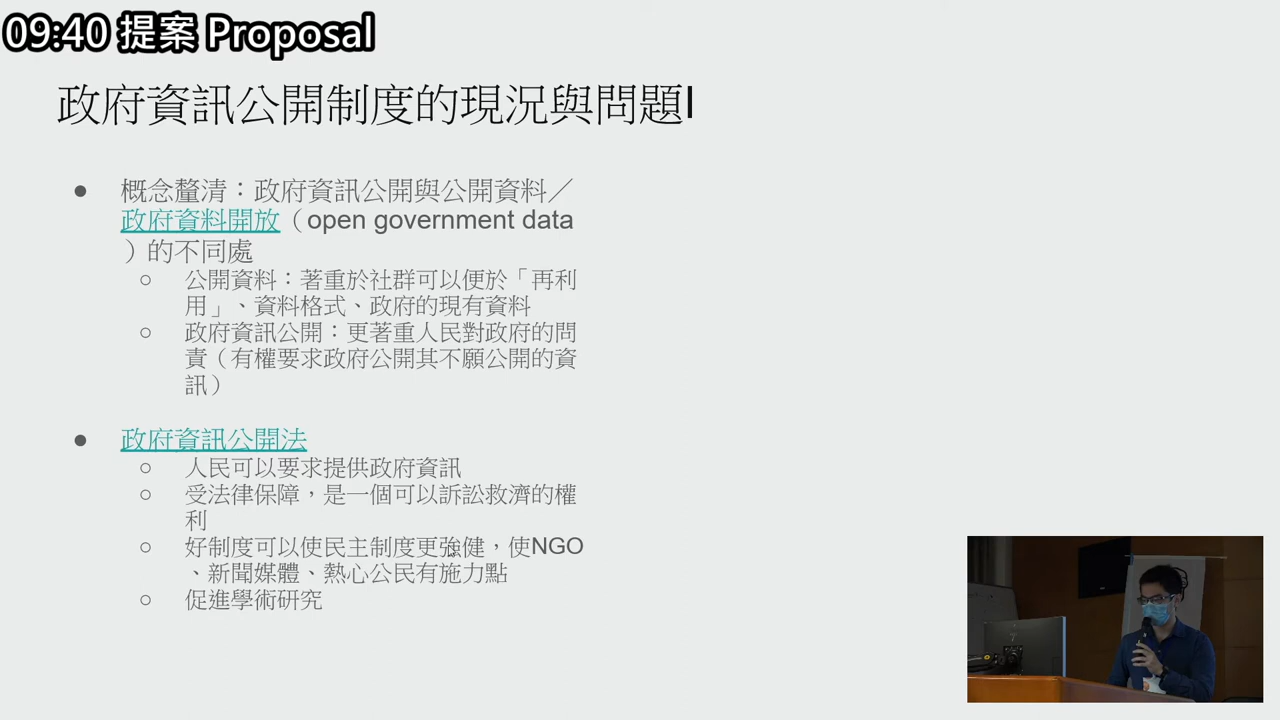 09:40 提案 Proposal
政府資訊公開制度的現況與問題I
● 概念釐清：政府資訊公開與公開資料／
政府資料開放（open government data
）的不同處
○ 公開資料：著重於社群可以便於「再利
用」、資料格式、政府的現有資料
○ 政府資訊公開：更著重人民對政府的問
責（有權要求政府公開其不願公開的資
訊）
● 政府資訊公開法
○ 人民可以要求提供政府資訊
○ 受法律保障，是一個可以訴訟救濟的權
利
○ 好制度可以使民主制度更強健，使NGO
、新聞媒體、熱心公民有施力點
○ 促進學術研究